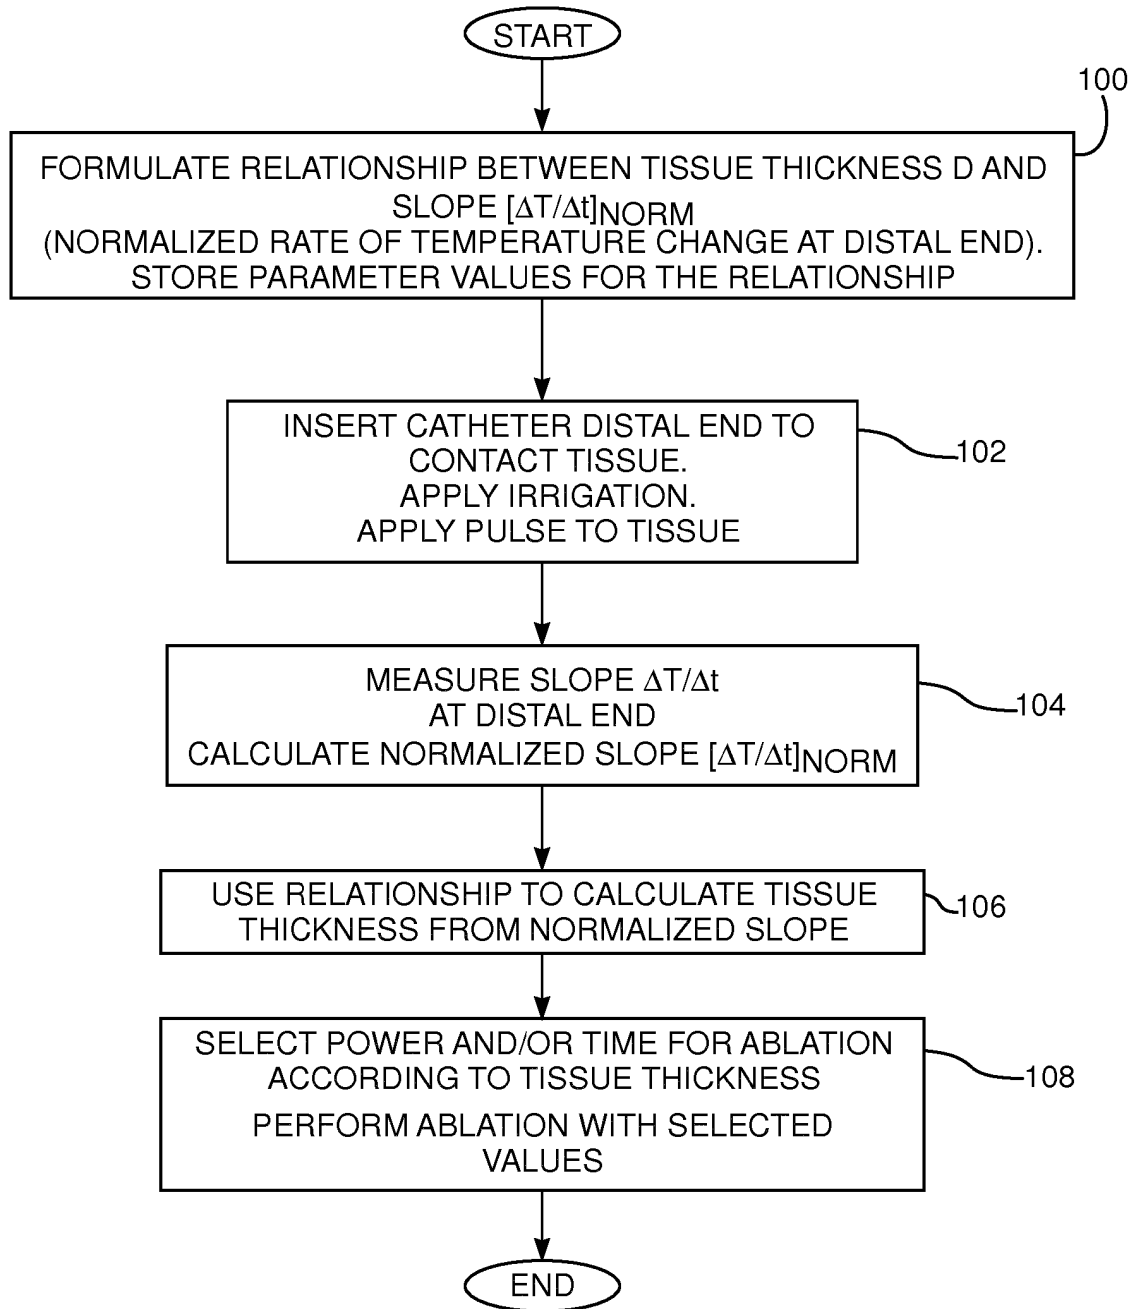 START
100
FORMULATE RELATIONSHIP BETWEEN TISSUE THICKNESS D AND
SLOPE [ΔT/Δt]NORM
(NORMALIZED RATE OF TEMPERATURE CHANGE AT DISTAL END).
STORE PARAMETER VALUES FOR THE RELATIONSHIP
INSERT CATHETER DISTAL END TO
CONTACT TISSUE.
APPLY IRRIGATION.
APPLY PULSE TO TISSUE
102
MEASURE SLOPE ΔT/Δt
AT DISTAL END
CALCULATE NORMALIZED SLOPE [ΔT/Δt]NORM
104
USE RELATIONSHIP TO CALCULATE TISSUE
THICKNESS FROM NORMALIZED SLOPE
106
SELECT POWER AND/OR TIME FOR ABLATION
ACCORDING TO TISSUE THICKNESS
PERFORM ABLATION WITH SELECTED
VALUES
108
END